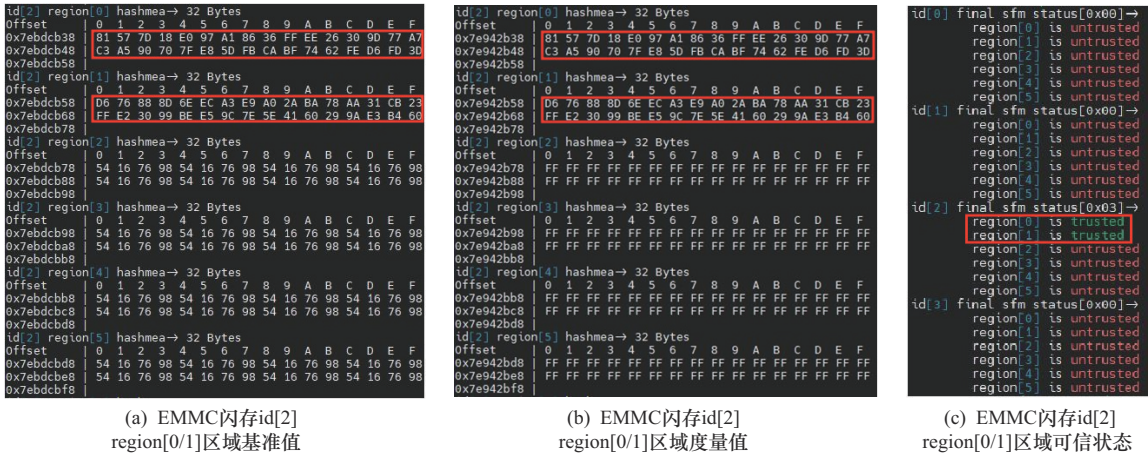 id[2] region[0] hashmea→ 32 Bytes
Offset | 0 1 2 3 4 5 6 7 8 9 A B C D E F
0x7ebdcb38 | 81 57 7D 18 E0 97 A1 86 36 FF EE 26 30 9D 77 A7
0x7ebdcb48 | C3 A5 90 70 7F E8 5D FB CA BF 74 62 FE D6 FD 3D
0x7ebdcb58 |
id[2] region[1] hashmea→ 32 Bytes
Offset | 0 1 2 3 4 5 6 7 8 9 A B C D E F
0x7ebdcb58 | D6 76 88 8D 6E EC A3 E9 A0 2A BA 78 AA 31 CB 23
0x7ebdcb68 | FF E2 30 99 BE E5 9C 7E 5E 41 60 29 9A E3 B4 60
0x7ebdcb78 |
id[2] region[2] hashmea→ 32 Bytes
Offset | 0 1 2 3 4 5 6 7 8 9 A B C D E F
0x7ebdcb78 | 54 16 76 98 54 16 76 98 54 16 76 98 54 16 76 98
0x7ebdcb88 | 54 16 76 98 54 16 76 98 54 16 76 98 54 16 76 98
0x7ebdcb98 |
id[2] region[3] hashmea→ 32 Bytes
Offset | 0 1 2 3 4 5 6 7 8 9 A B C D E F
0x7ebdcb98 | 54 16 76 98 54 16 76 98 54 16 76 98 54 16 76 98
0x7ebdcba8 | 54 16 76 98 54 16 76 98 54 16 76 98 54 16 76 98
0x7ebdcbb8 |
id[2] region[4] hashmea→ 32 Bytes
Offset | 0 1 2 3 4 5 6 7 8 9 A B C D E F
0x7ebdcbb8 | 54 16 76 98 54 16 76 98 54 16 76 98 54 16 76 98
0x7ebdcbc8 | 54 16 76 98 54 16 76 98 54 16 76 98 54 16 76 98
0x7ebdcbd8 |
id[2] region[5] hashmea→ 32 Bytes
Offset | 0 1 2 3 4 5 6 7 8 9 A B C D E F
0x7ebdcbd8 | 54 16 76 98 54 16 76 98 54 16 76 98 54 16 76 98
0x7ebdcbe8 | 54 16 76 98 54 16 76 98 54 16 76 98 54 16 76 98
0x7ebdcbf8 |
(a) EMMC闪存id[2]
region[0/1]区域基准值
id[2] region[0] hashmea→ 32 Bytes
Offset | 0 1 2 3 4 5 6 7 8 9 A B C D E F
0x7e942b38 | 81 57 7D 18 E0 97 A1 86 36 FF EE 26 30 9D 77 A7
0x7e942b48 | C3 A5 90 70 7F E8 5D FB CA BF 74 62 FE D6 FD 3D
0x7e942b58 |
id[2] region[1] hashmea→ 32 Bytes
Offset | 0 1 2 3 4 5 6 7 8 9 A B C D E F
0x7e942b58 | D6 76 88 8D 6E EC A3 E9 A0 2A BA 78 AA 31 CB 23
0x7e942b68 | FF E2 30 99 BE E5 9C 7E 5E 41 60 29 9A E3 B4 60
0x7e942b78 |
id[2] region[2] hashmea→ 32 Bytes
Offset | 0 1 2 3 4 5 6 7 8 9 A B C D E F
0x7e942b78 | FF FF FF FF FF FF FF FF FF FF FF FF FF FF FF FF
0x7e942b88 | FF FF FF FF FF FF FF FF FF FF FF FF FF FF FF FF
0x7e942b98 |
id[2] region[3] hashmea→ 32 Bytes
Offset | 0 1 2 3 4 5 6 7 8 9 A B C D E F
0x7e942b98 | FF FF FF FF FF FF FF FF FF FF FF FF FF FF FF FF
0x7e942ba8 | FF FF FF FF FF FF FF FF FF FF FF FF FF FF FF FF
0x7e942bb8 |
id[2] region[4] hashmea→ 32 Bytes
Offset | 0 1 2 3 4 5 6 7 8 9 A B C D E F
0x7e942bb8 | FF FF FF FF FF FF FF FF FF FF FF FF FF FF FF FF
0x7e942bc8 | FF FF FF FF FF FF FF FF FF FF FF FF FF FF FF FF
0x7e942bd8 |
id[2] region[5] hashmea→ 32 Bytes
Offset | 0 1 2 3 4 5 6 7 8 9 A B C D E F
0x7e942bd8 | FF FF FF FF FF FF FF FF FF FF FF FF FF FF FF FF
0x7e942be8 | FF FF FF FF FF FF FF FF FF FF FF FF FF FF FF FF
0x7e942bf8 |
(b) EMMC闪存id[2]
region[0/1]区域度量值
id[0] final sfm status[0x00]→
region[0] is untrusted
region[1] is untrusted
region[2] is untrusted
region[3] is untrusted
region[4] is untrusted
region[5] is untrusted
id[1] final sfm status[0x00]→
region[0] is untrusted
region[1] is untrusted
region[2] is untrusted
region[3] is untrusted
region[4] is untrusted
region[5] is untrusted
id[2] final sfm status[0x03]→
region[0] is trusted
region[1] is trusted
region[2] is untrusted
region[3] is untrusted
region[4] is untrusted
region[5] is untrusted
id[3] final sfm status[0x00]→
region[0] is untrusted
region[1] is untrusted
region[2] is untrusted
region[3] is untrusted
region[4] is untrusted
region[5] is untrusted
(c) EMMC闪存id[2]
region[0/1]区域可信状态